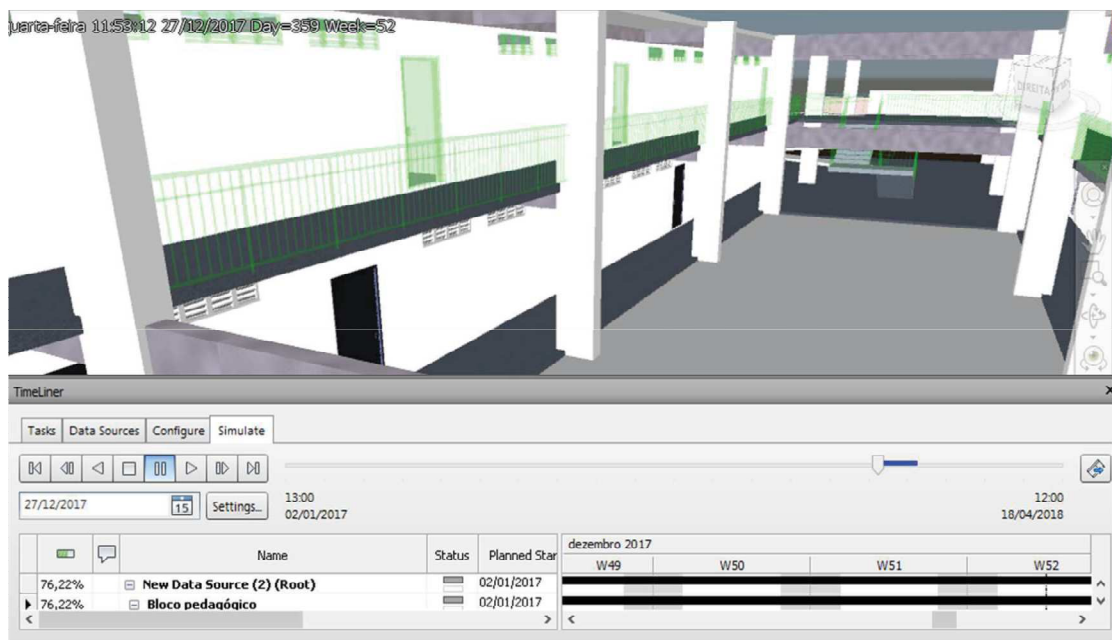 uarta-feira 11:53:12 27/12/2017 Day=359 Week=52
DIREITA
TimeLiner
Tasks Data Sources Configure Simulate
27/12/2017 15 Settings...
13:00 12:00
02/01/2017 18/04/2018
Name Status Planned Star dezembro 2017
W49 W50 W51 W52
76,22% New Data Source (2) (Root) 02/01/2017
76,22% Bloco pedagógico 02/01/2017